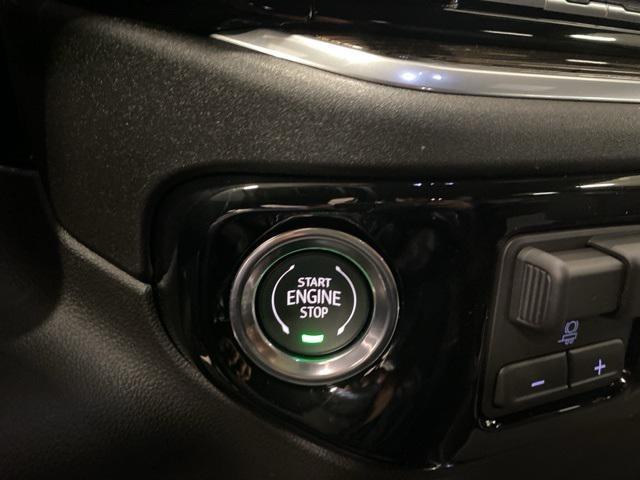 START
ENGINE
STOP
- +